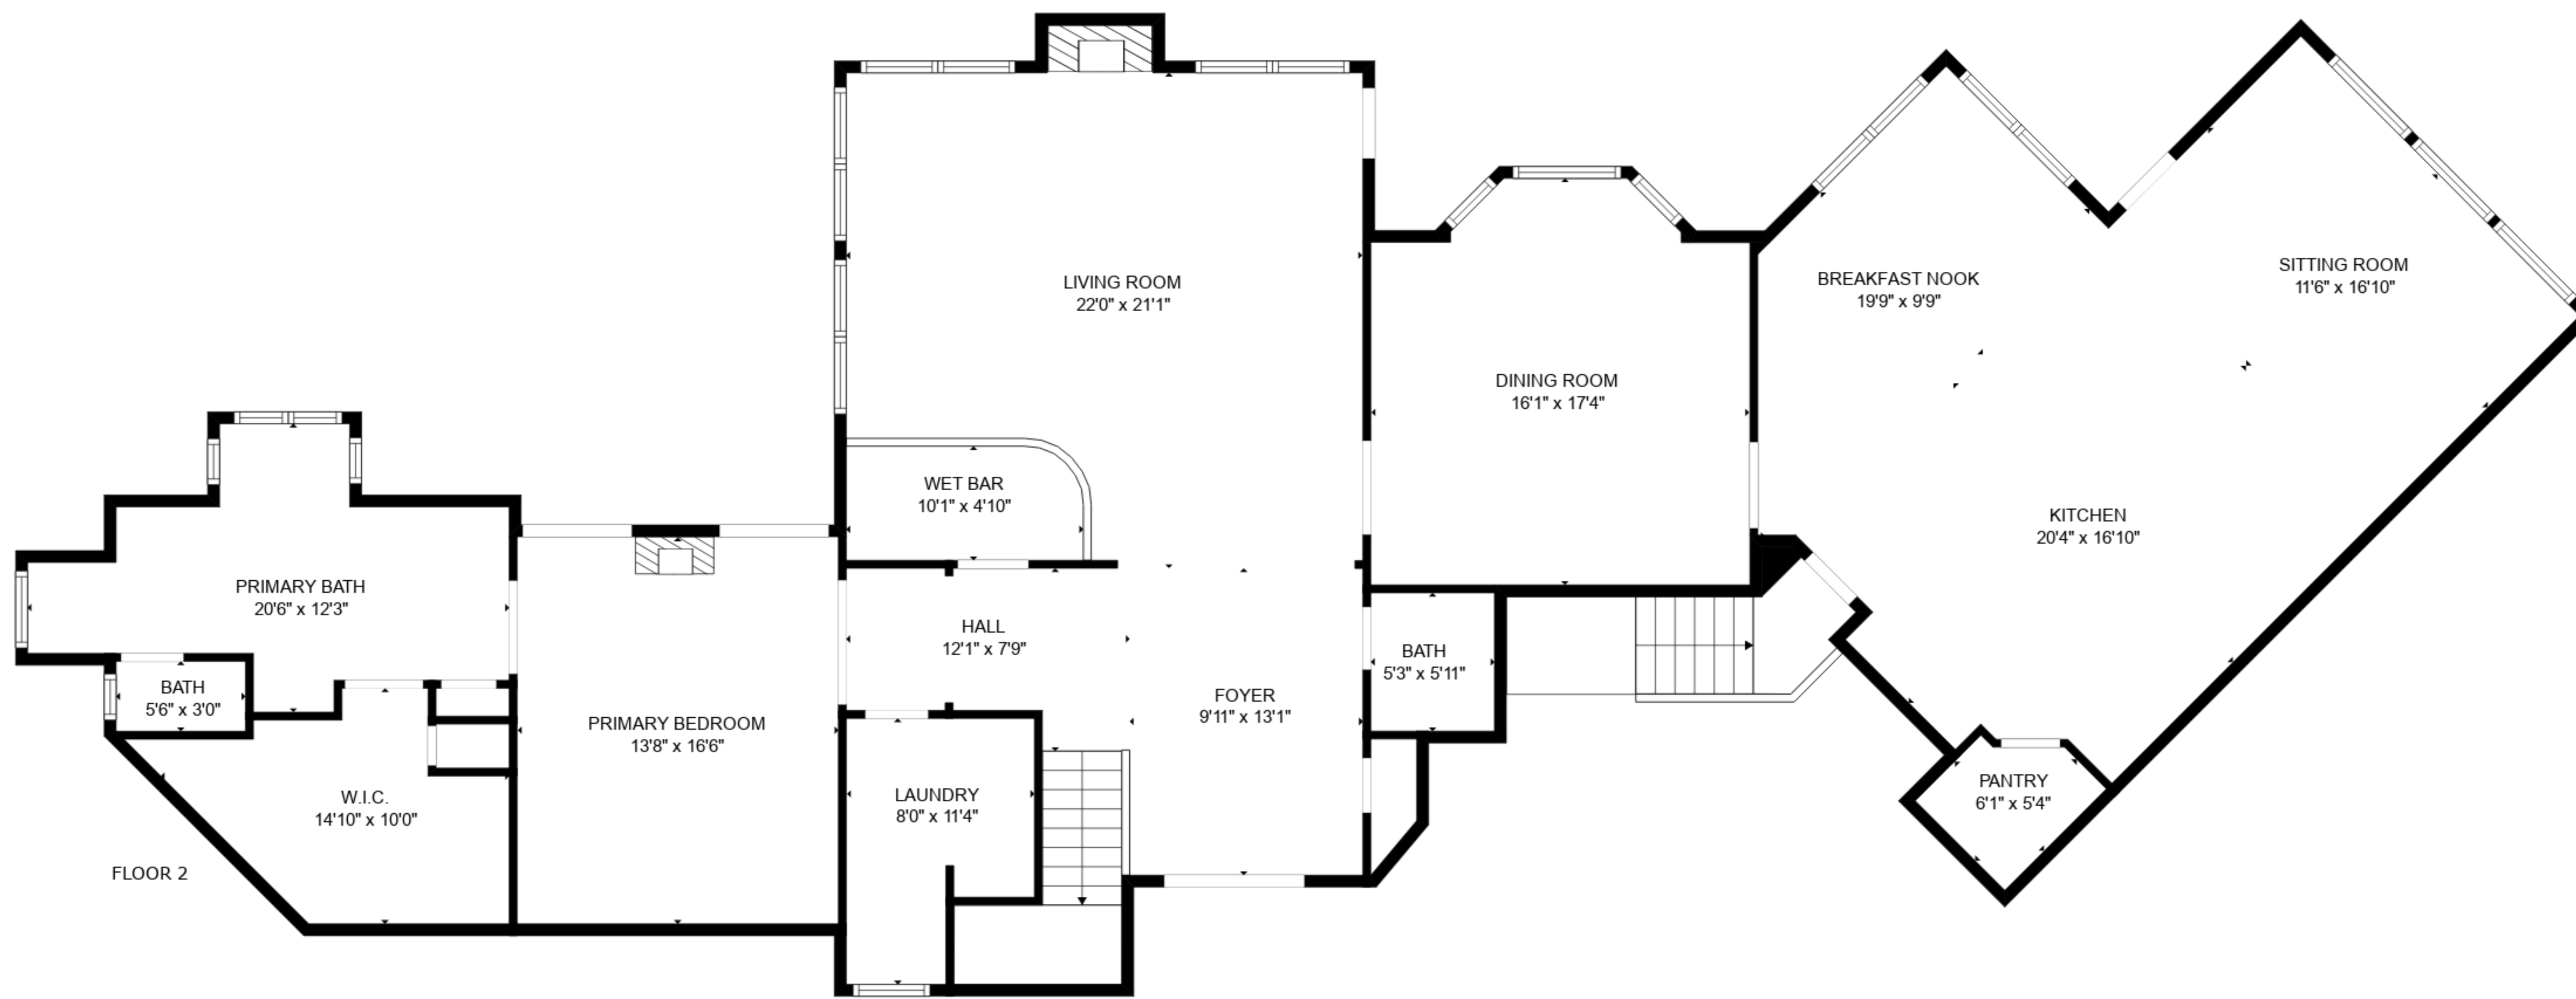 LIVING ROOM
22'0" x 21'1"
BREAKFAST NOOK
19'9" x 9'9"
SITTING ROOM
11'6" x 16'10"
DINING ROOM
16'1" x 17'4"
WET BAR
10'1" x 4'10"
KITCHEN
20'4" x 16'10"
PRIMARY BATH
20'6" x 12'3"
HALL
12'1" x 7'9"
BATH
5'3" x 5'11"
BATH
5'6" x 3'0"
FOYER
9'11" x 13'1"
PRIMARY BEDROOM
13'8" x 16'6"
PANTRY
6'1" x 5'4"
W.I.C.
14'10" x 10'0"
LAUNDRY
8'0" x 11'4"
FLOOR 2